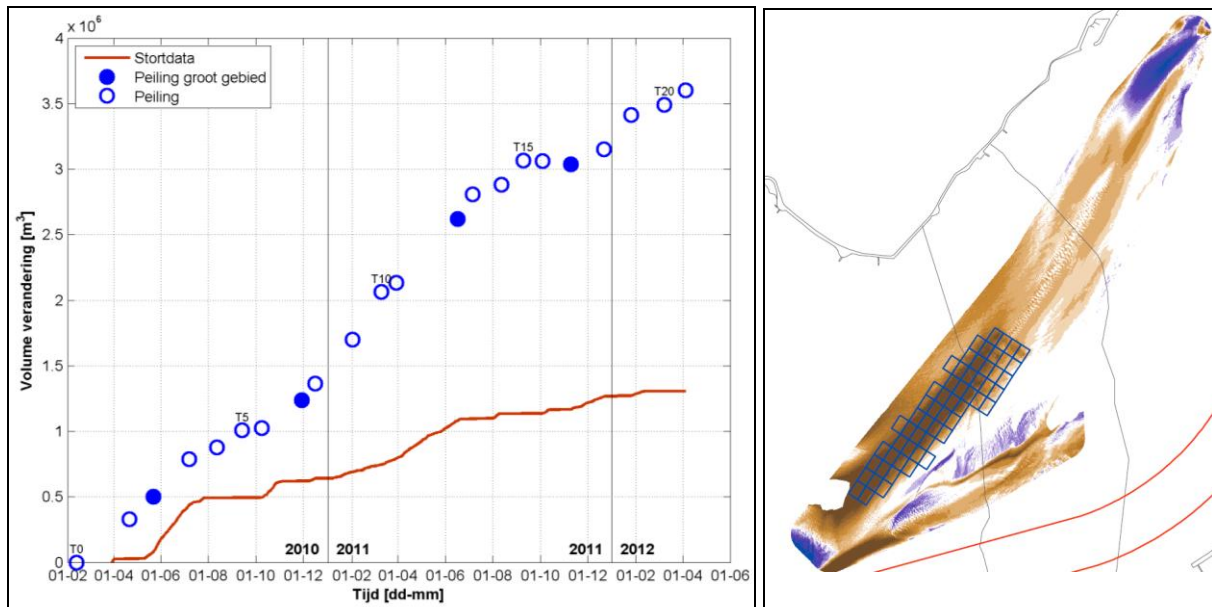 x 10⁶
4
3.5
3
2.5
2
1.5
1
0.5
0
Volume verandering [m³]
Stortdata
Peiling groot gebied
Peiling
T0
T5
T10
T15
T20
2010 2011
2011 2012
01-02 01-04 01-06 01-08 01-10 01-12 01-02 01-04 01-06 01-08 01-10 01-12 01-02 01-04 01-06
Tijd [dd-mm]